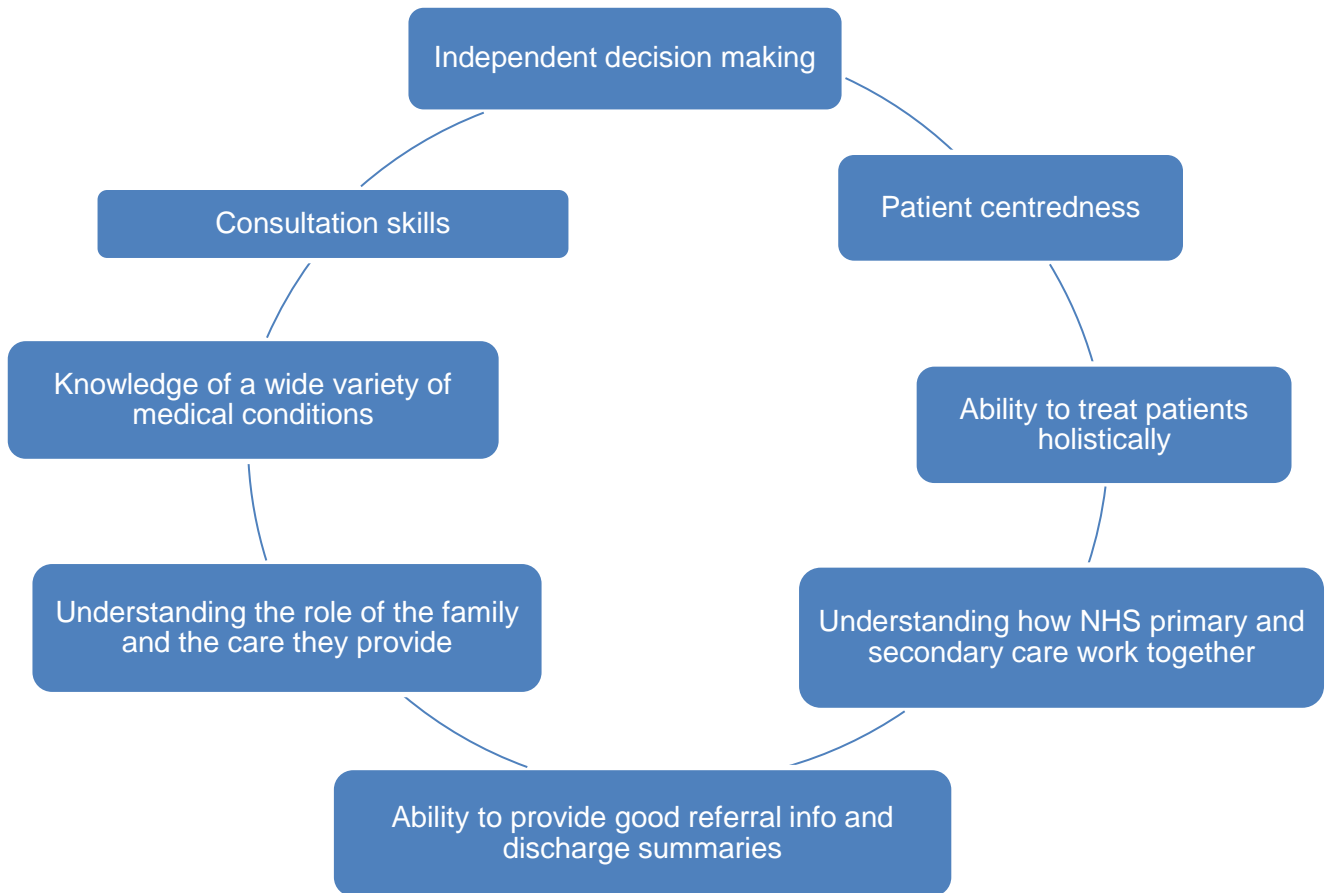 Independent decision making
Patient centredness
Consultation skills
Knowledge of a wide variety of
medical conditions
Ability to treat patients
holistically
Understanding the role of the family
and the care they provide
Understanding how NHS primary and
secondary care work together
Ability to provide good referral info and
discharge summaries